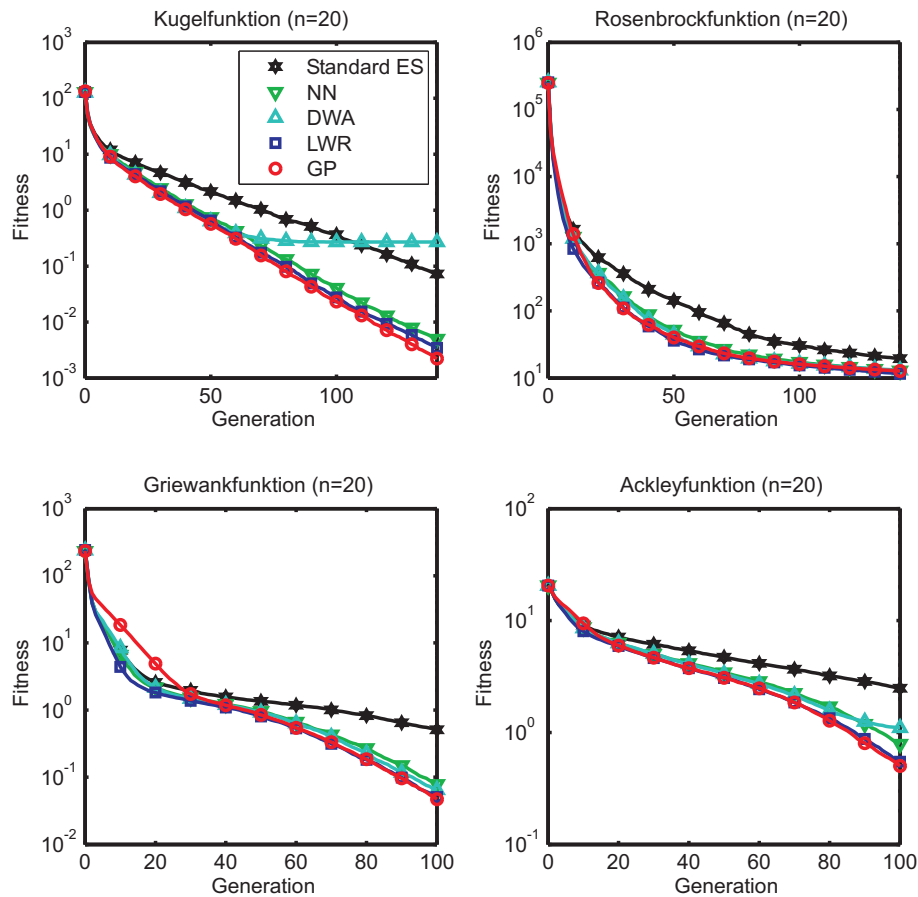 Kugelfunktion (n=20)
10^3
10^2
10^1
10^0
10^-1
10^-2
10^-3
Fitness
0
50
100
Generation
Standard ES
NN
DWA
LWR
GP
Rosenbrockfunktion (n=20)
10^6
10^5
10^4
10^3
10^2
10^1
Fitness
0
50
100
Generation
Griewankfunktion (n=20)
10^3
10^2
10^1
10^0
10^-1
10^-2
Fitness
0
20
40
60
80
100
Generation
Ackleyfunktion (n=20)
10^2
10^1
10^0
10^-1
Fitness
0
20
40
60
80
100
Generation